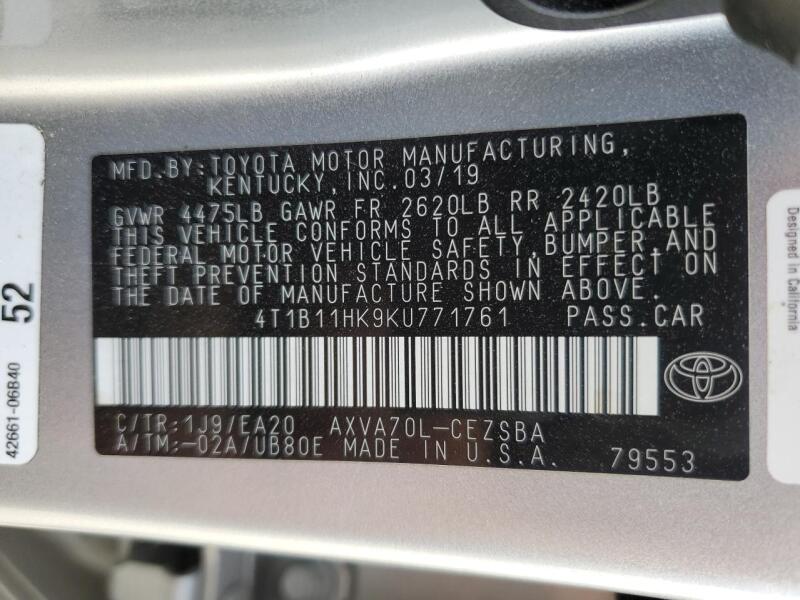 MFD.BY:TOYOTA MOTOR MANUFACTURING,
KENTUCKY,INC.03/19
GVWR 4475LB GAWR FR 2620LB RR 2420LB
THIS VEHICLE CONFORMS TO ALL APPLICABLE
FEDERAL MOTOR VEHICLE SAFETY,BUMPER,AND
THEFT PREVENTION STANDARDS IN EFFECT ON
THE DATE OF MANUFACTURE SHOWN ABOVE.
4T1B11HK9KU771761 PASS.CAR
C/TR:1J9/EA20 AXVA70L-CEZSBA
A/TM:-02A/UB80E MADE IN U.S.A. 79553
52
42661-06B40
Designed in California